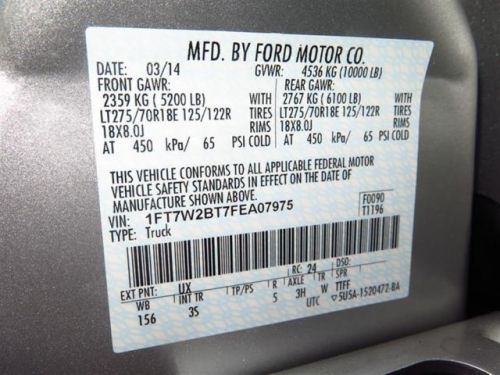 MFD. BY FORD MOTOR CO.
DATE: 03/14 GVWR: 4536 KG (10000 LB)
FRONT GAWR: REAR GAWR:
2359 KG (5200 LB) WITH 2767 KG (6100 LB) WITH
LT275/70R18E 125/122R TIRES LT275/70R18E 125/122R TIRES
18X8.0J RIMS 18X8.0J RIMS
AT 450 kPa/ 65 PSI COLD AT 450 kPa/ 65 PSI COLD
THIS VEHICLE CONFORMS TO ALL APPLICABLE FEDERAL MOTOR
VEHICLE SAFETY STANDARDS IN EFFECT ON THE DATE OF
MANUFACTURE SHOWN ABOVE.
VIN: 1FT7W2BT7FEA07975 F0090
TYPE: Truck T1196
EXT PNT: UX RC: 24 DSO:
WB INT TR TP/PS R AXLE TR SPR
156 3S 5 3H W TTFF
UTC ▽5USA-1520472-BA